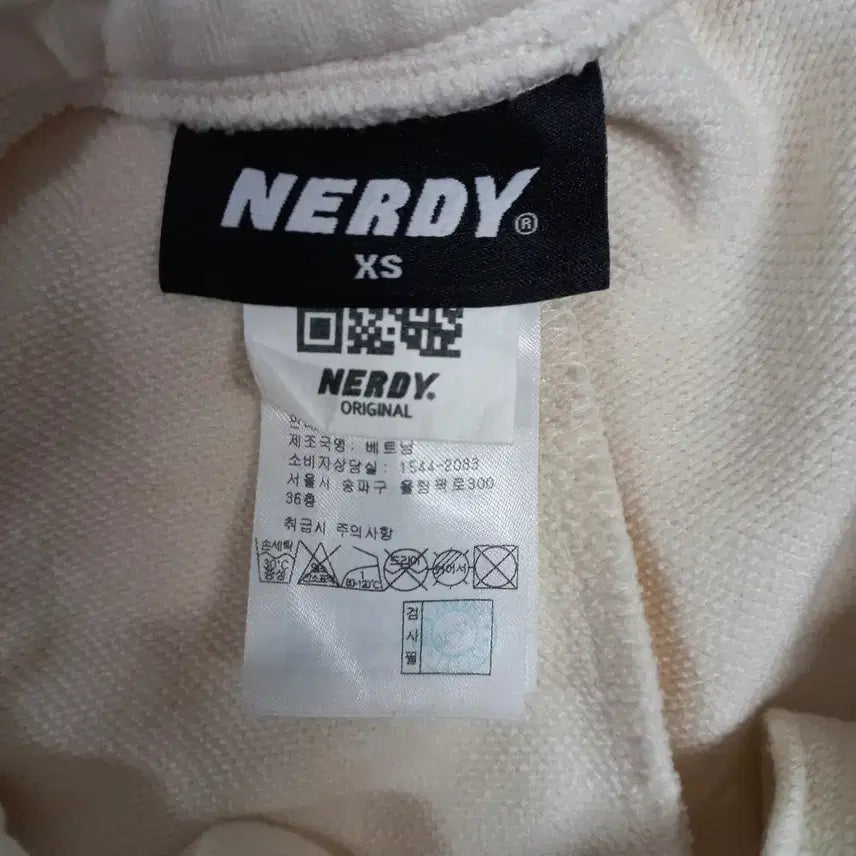 NERDY®
XS
NERDY.
ORIGINAL
제조국명: 베트남
소비자상담실: 1544-2083
서울시 송파구 올림픽로300
36층
취급시 주의사항
손세탁
30°C
중성
80-120°C
드라이
검
사
필